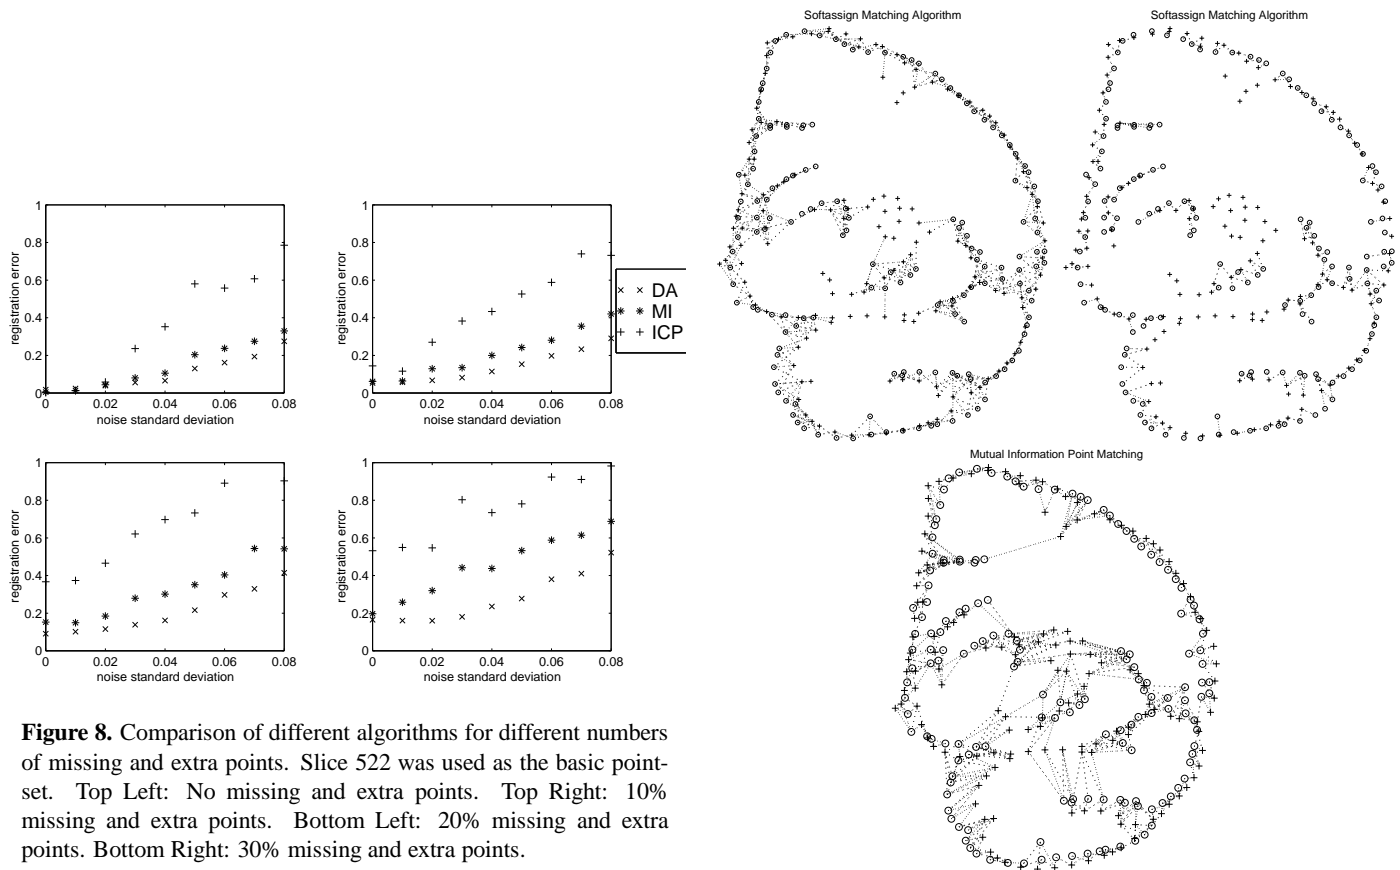 Softassign Matching Algorithm
Softassign Matching Algorithm
1
0.8
0.6
0.4
0.2
0
0
0.02
0.04
0.06
0.08
noise standard deviation
registration error
1
0.8
0.6
0.4
0.2
0
0
0.02
0.04
0.06
0.08
noise standard deviation
registration error
DA
MI
ICP
1
0.8
0.6
0.4
0.2
0
0
0.02
0.04
0.06
0.08
noise standard deviation
registration error
1
0.8
0.6
0.4
0.2
0
0
0.02
0.04
0.06
0.08
noise standard deviation
registration error
Mutual Information Point Matching
Figure 8. Comparison of different algorithms for different numbers
of missing and extra points. Slice 522 was used as the basic point-
set. Top Left: No missing and extra points. Top Right: 10%
missing and extra points. Bottom Left: 20% missing and extra
points. Bottom Right: 30% missing and extra points.